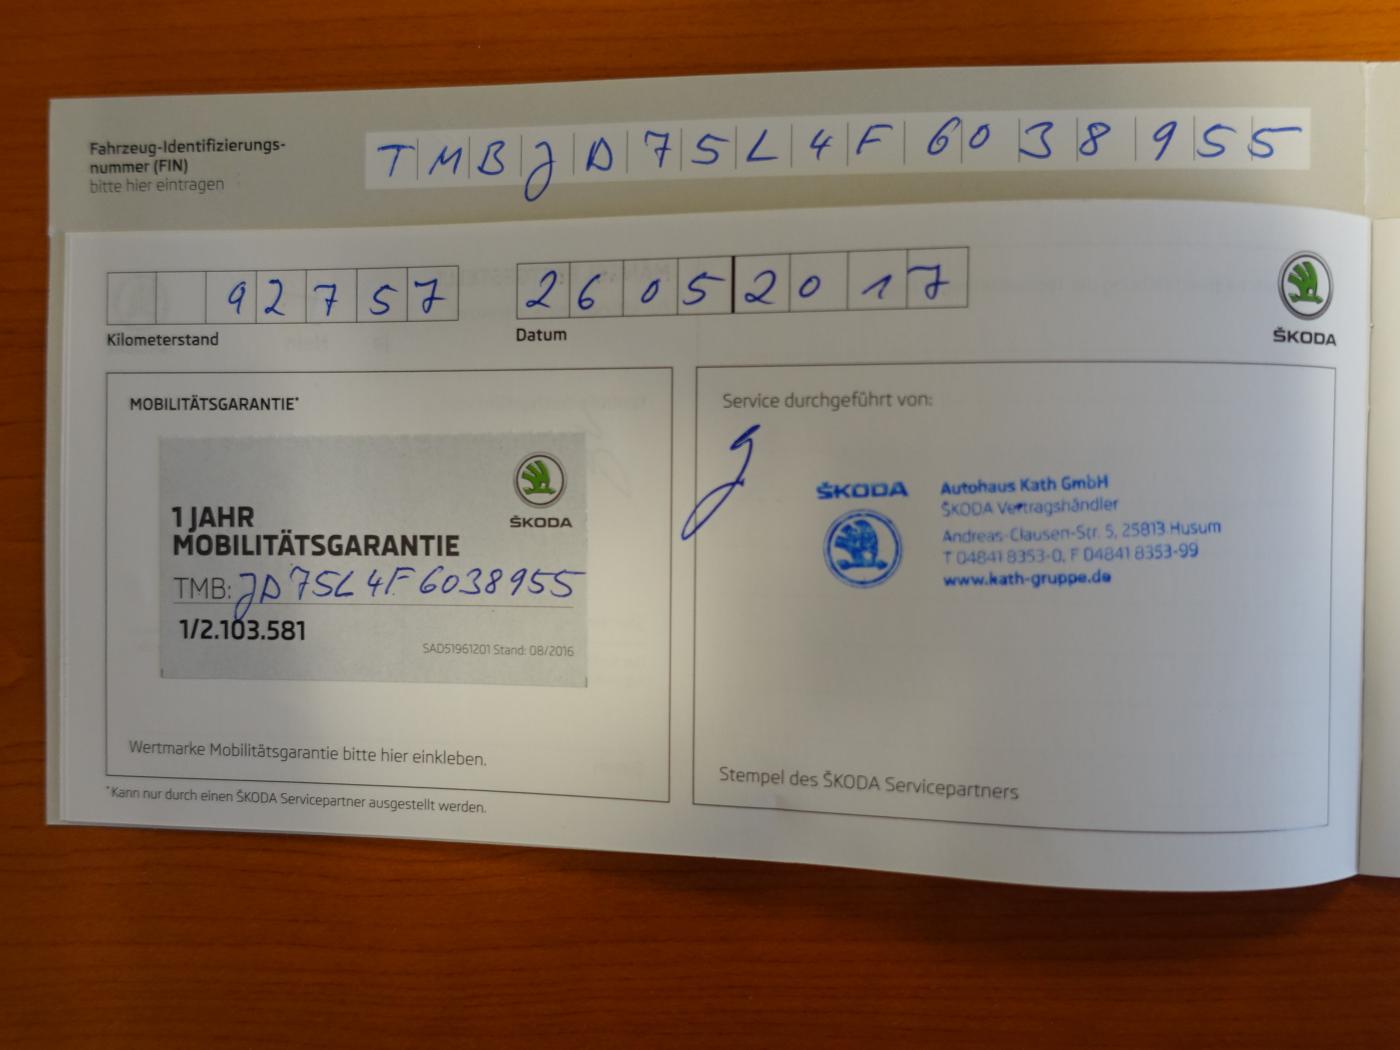 Fahrzeug-Identifizierungs-
nummer (FIN)
bitte hier eintragen
TMBJD75L4F6038955
92757
Kilometerstand
26052017
Datum
ŠKODA
MOBILITÄTSGARANTIE*
ŠKODA
1 JAHR
MOBILITÄTSGARANTIE
TMB: JD75L4F6038955
1/2.103.581
SAD51961201 Stand: 08/2016
Wertmarke Mobilitätsgarantie bitte hier einkleben.
*Kann nur durch einen ŠKODA Servicepartner ausgestellt werden.
Service durchgeführt von:
ŠKODA
Autohaus Kath GmbH
ŠKODA Vertragshändler
Andreas-Clausen-Str. 5, 25813 Husum
T 04841 8353-0, F 04841 8353-99
www.kath-gruppe.de
Stempel des ŠKODA Servicepartners